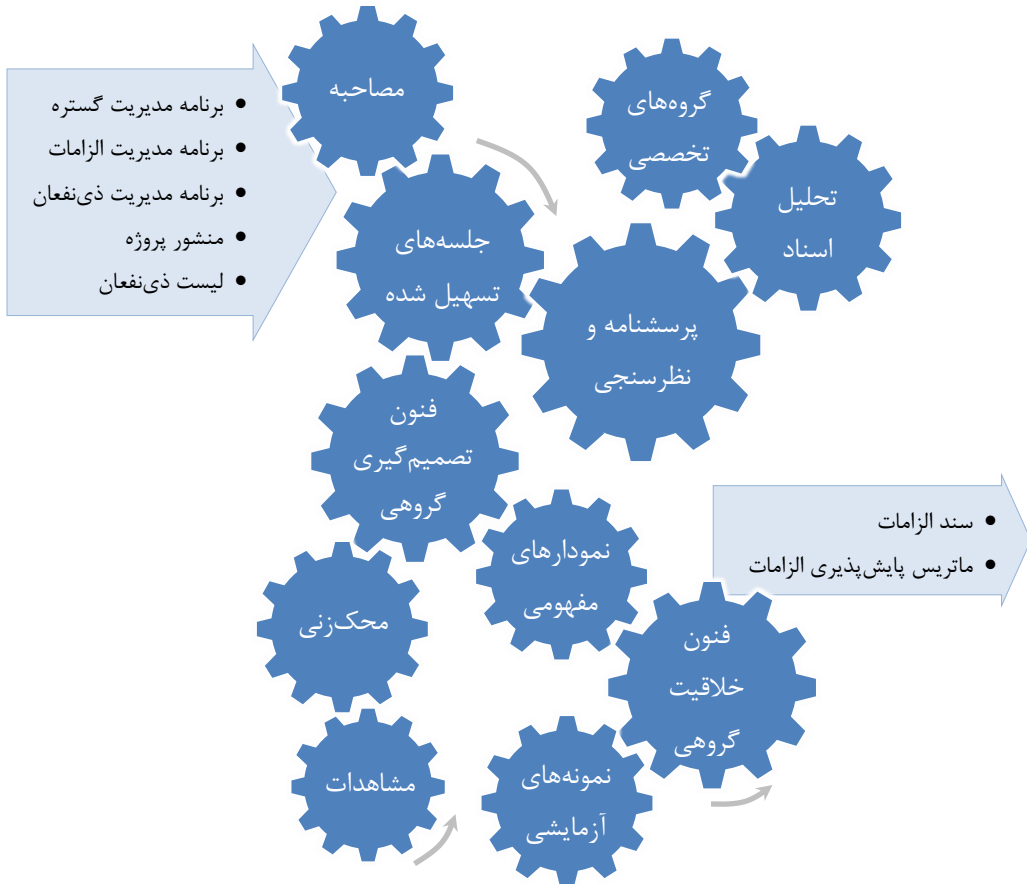 برنامه مدیریت گستره
برنامه مدیریت الزامات
برنامه مدیریت ذی‌نفعان
منشور پروژه
لیست ذی‌نفعان
مصاحبه
گروه‌های
تخصصی
تحلیل
اسناد
جلسه‌های
تسهیل شده
پرسشنامه و
نظرسنجی
فنون
تصمیم‌گیری
گروهی
نمودارهای
مفهومی
محک‌زنی
فنون
خلاقیت
گروهی
مشاهدات
نمونه‌های
آزمایشی
سند الزامات
ماتریس پایش‌پذیری الزامات